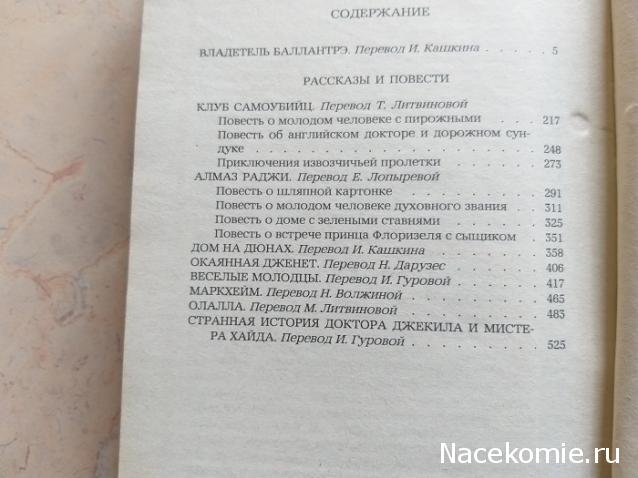 СОДЕРЖАНИЕ
ВЛАДЕТЕЛЬ БАЛЛАНТРЭ. Перевод И. Кашкина . . . . . 5
РАССКАЗЫ И ПОВЕСТИ
КЛУБ САМОУБИЙЦ. Перевод Т. Литвиновой
Повесть о молодом человеке с пирожными . . . . 217
Повесть об английском докторе и дорожном сун-
дуке . . . . . . . . . . . . 248
Приключения извозчичьей пролетки . . . . . 273
АЛМАЗ РАДЖИ. Перевод Е. Лопыревой
Повесть о шляпной картонке . . . . . . . 291
Повесть о молодом человеке духовного звания . . 311
Повесть о доме с зелеными ставнями . . . . . 325
Повесть о встрече принца Флоризеля с сыщиком . 351
ДОМ НА ДЮНАХ. Перевод И. Кашкина . . . . . 358
ОКАЯННАЯ ДЖЕНЕТ. Перевод Н. Дарузес . . . . 406
ВЕСЕЛЫЕ МОЛОДЦЫ. Перевод И. Гуровой . . . . 417
МАРКХЕЙМ. Перевод Н. Волжиной . . . . . . 465
ОЛАЛЛА. Перевод М. Литвиновой . . . . . . 483
СТРАННАЯ ИСТОРИЯ ДОКТОРА ДЖЕКИЛА И МИСТЕ-
РА ХАЙДА. Перевод И. Гуровой . . . . . . . 525
Nacekomie.ru